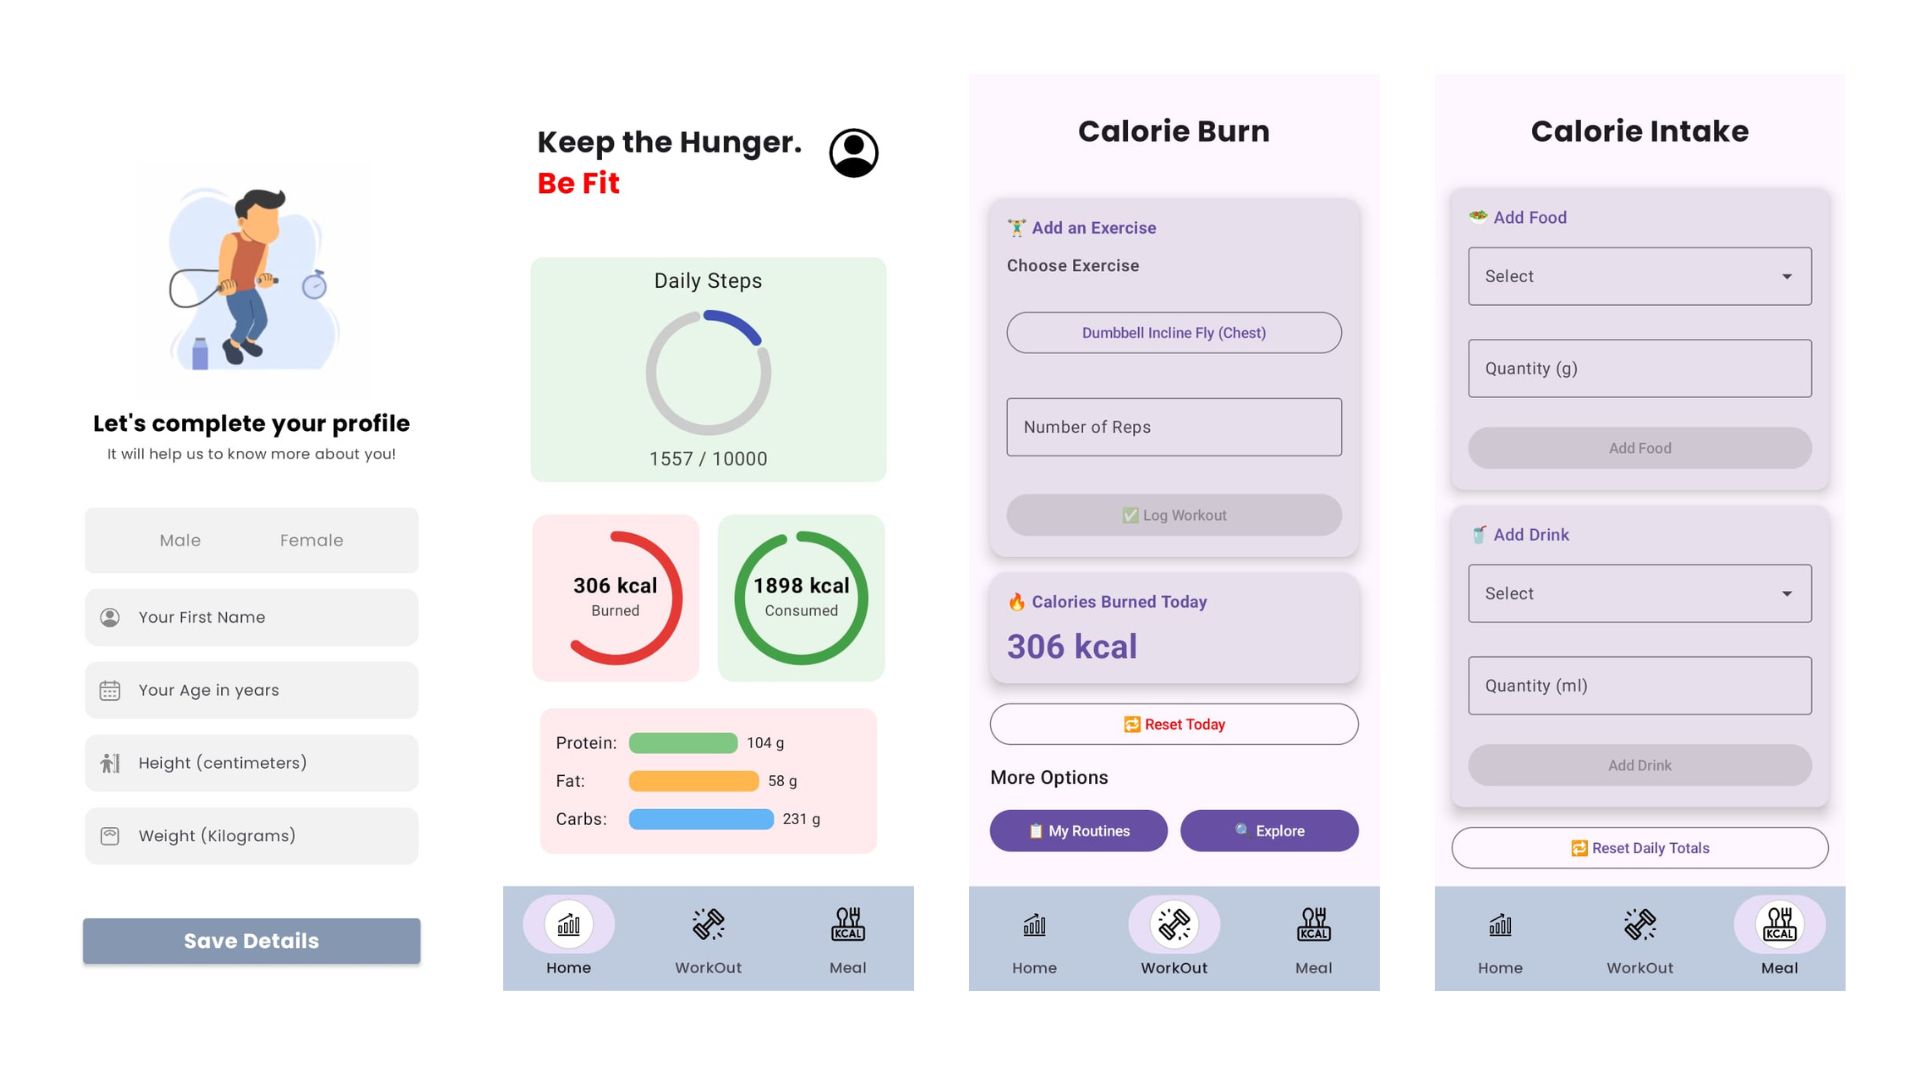 Let's complete your profile
It will help us to know more about you!
Male
Female
Your First Name
Your Age in years
Height (centimeters)
Weight (Kilograms)
Save Details
Keep the Hunger.
Be Fit
Daily Steps
1557 / 10000
306 kcal
Burned
1898 kcal
Consumed
Protein: 104 g
Fat: 58 g
Carbs: 231 g
KCAL
Home WorkOut Meal
Calorie Burn
Add an Exercise
Choose Exercise
Dumbbell Incline Fly (Chest)
Number of Reps
✅ Log Workout
Calories Burned Today
306 kcal
Reset Today
More Options
My Routines
Explore
KCAL
Home WorkOut Meal
Calorie Intake
Add Food
Select
Quantity (g)
Add Food
Add Drink
Select
Quantity (ml)
Add Drink
Reset Daily Totals
KCAL
Home WorkOut Meal